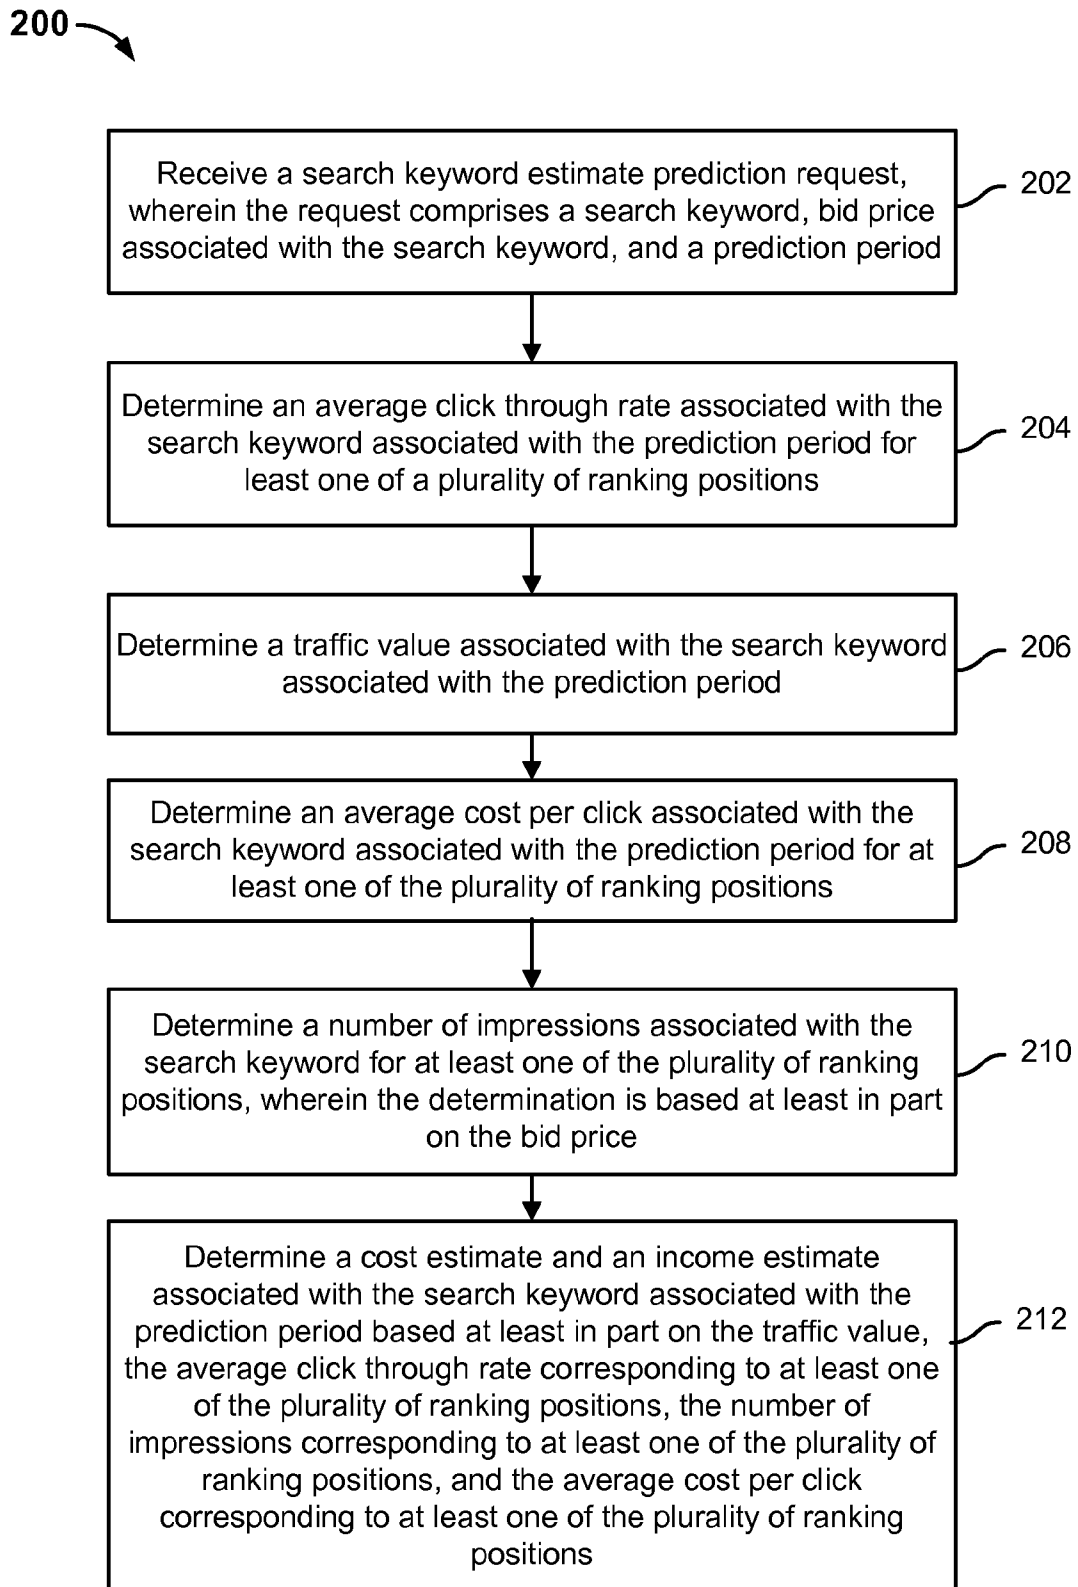 200
Receive a search keyword estimate prediction request,
wherein the request comprises a search keyword, bid price
associated with the search keyword, and a prediction period
202
Determine an average click through rate associated with the
search keyword associated with the prediction period for
least one of a plurality of ranking positions
204
Determine a traffic value associated with the search keyword
associated with the prediction period
206
Determine an average cost per click associated with the
search keyword associated with the prediction period for at
least one of the plurality of ranking positions
208
Determine a number of impressions associated with the
search keyword for at least one of the plurality of ranking
positions, wherein the determination is based at least in part
on the bid price
210
Determine a cost estimate and an income estimate
associated with the search keyword associated with the
prediction period based at least in part on the traffic value,
the average click through rate corresponding to at least one
of the plurality of ranking positions, the number of
impressions corresponding to at least one of the plurality of
ranking positions, and the average cost per click
corresponding to at least one of the plurality of ranking
positions
212